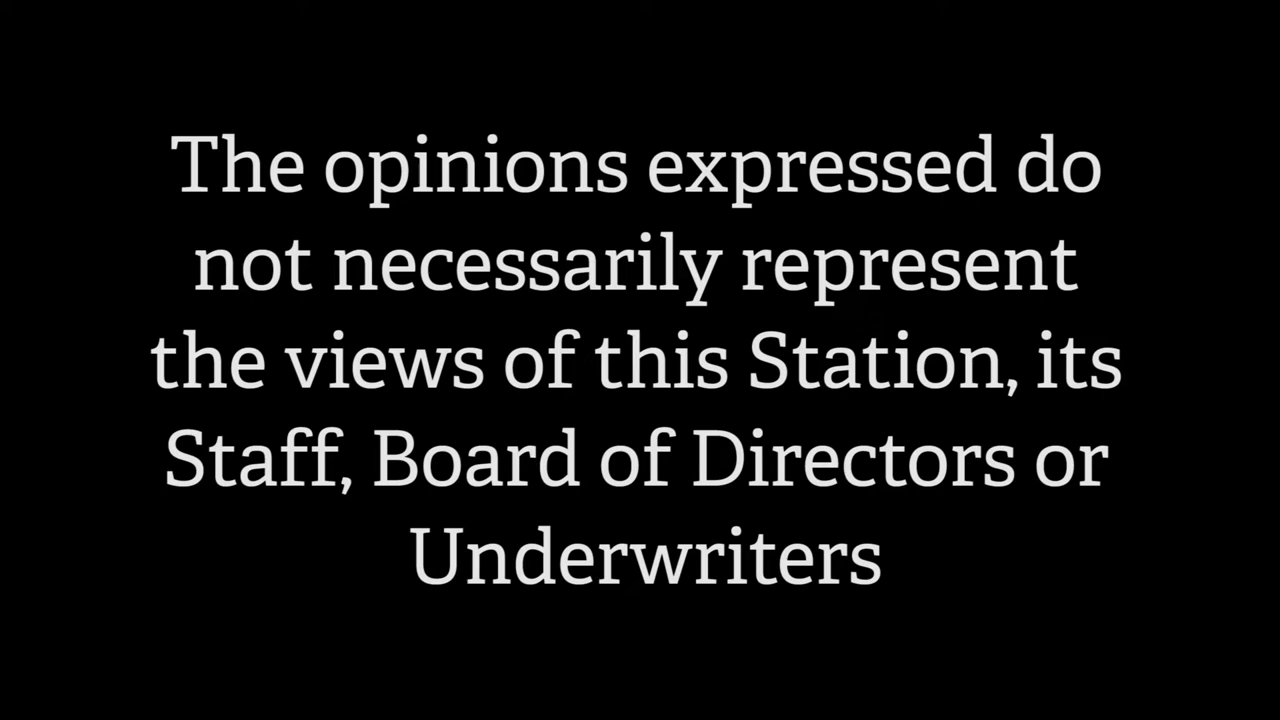 The opinions expressed do
not necessarily represent
the views of this Station, its
Staff, Board of Directors or
Underwriters